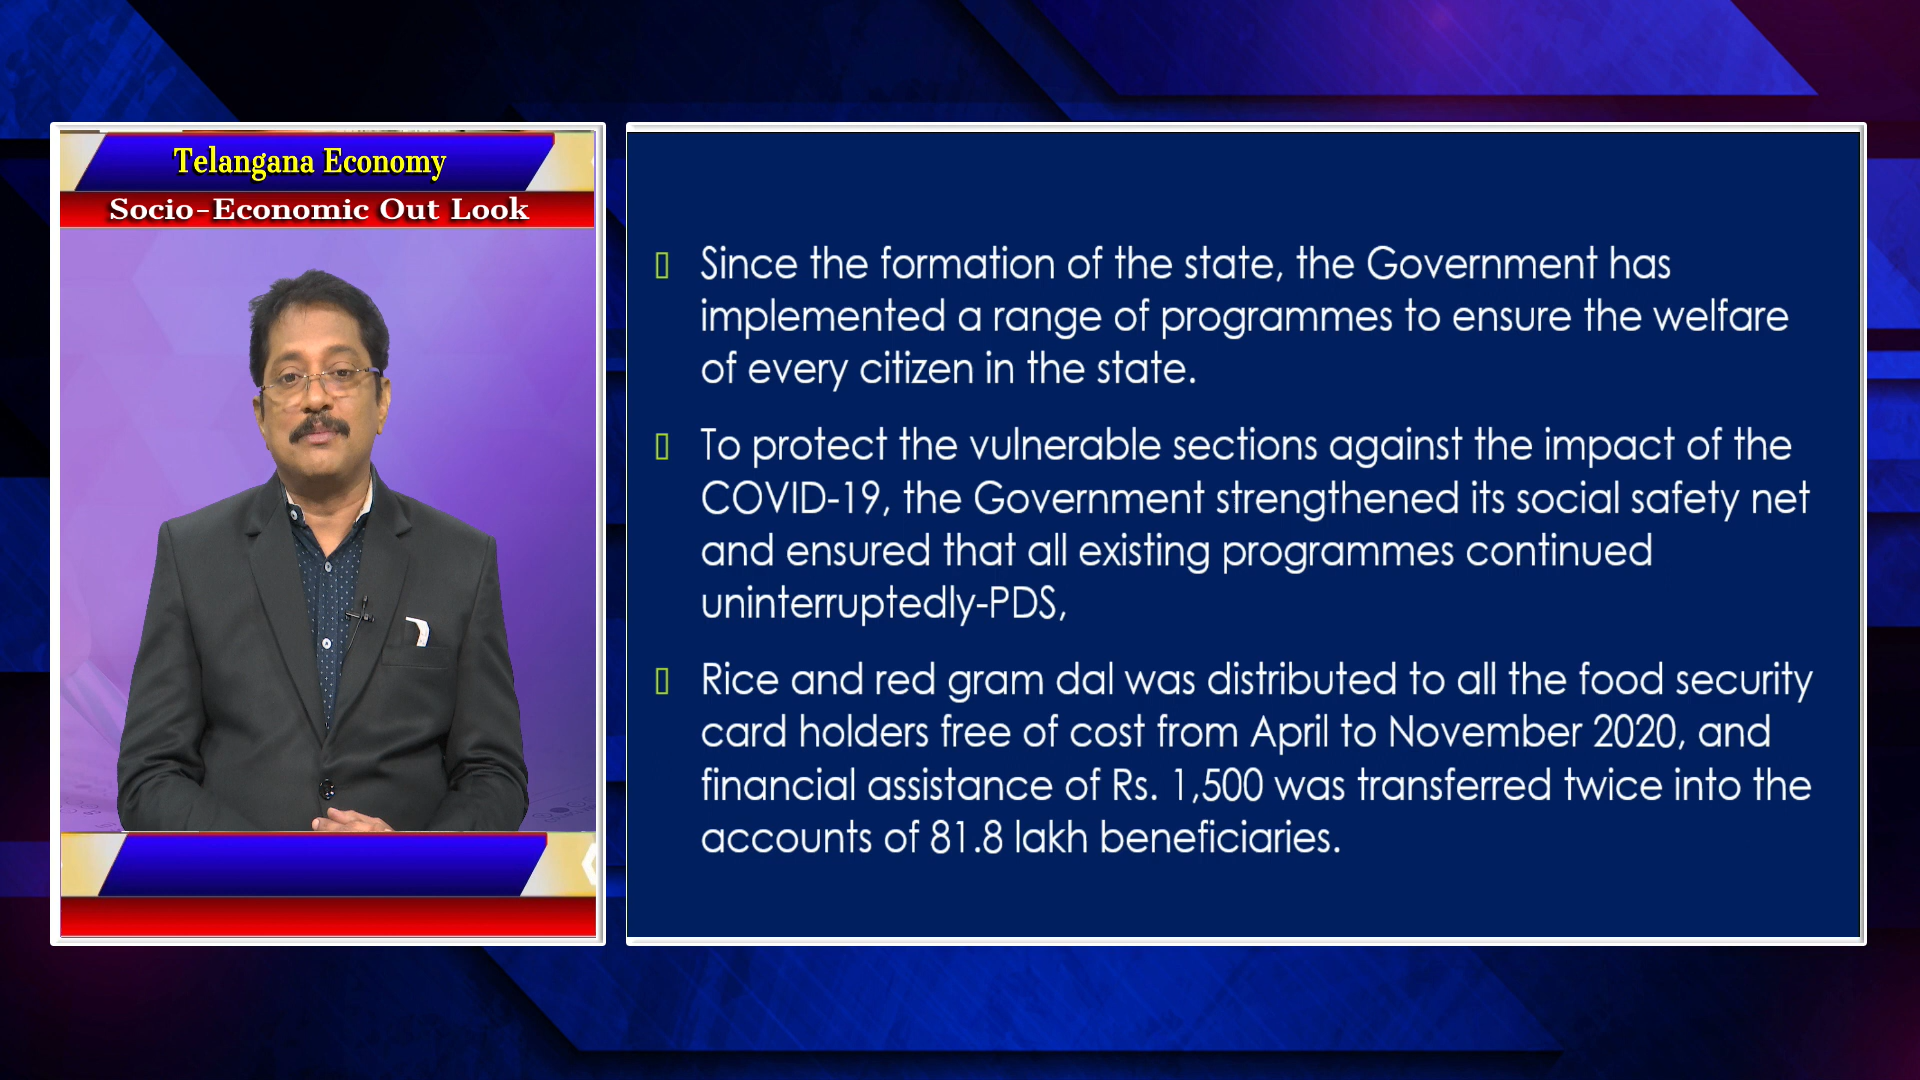 Telangana Economy
Socio-Economic Out Look
Since the formation of the state, the Government has
implemented a range of programmes to ensure the welfare
of every citizen in the state.
To protect the vulnerable sections against the impact of the
COVID-19, the Government strengthened its social safety net
and ensured that all existing programmes continued
uninterruptedly-PDS,
Rice and red gram dal was distributed to all the food security
card holders free of cost from April to November 2020, and
financial assistance of Rs. 1,500 was transferred twice into the
accounts of 81.8 lakh beneficiaries.